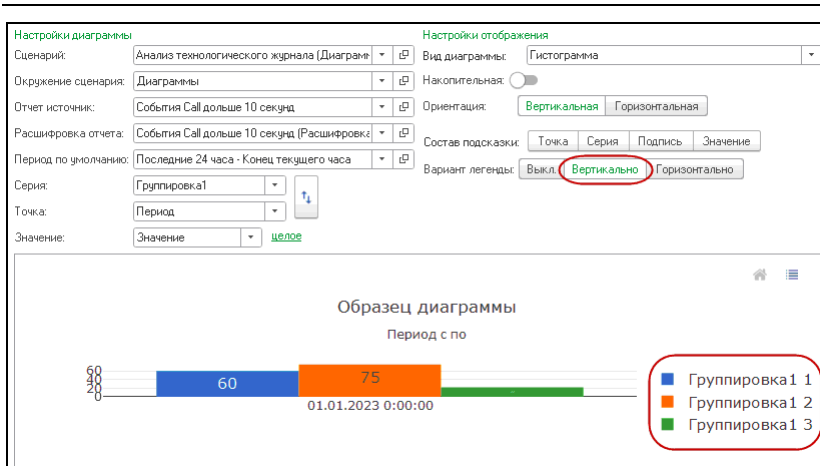 Настройки диаграммы
Сценарий: Анализ технологического журнала (Диаграмм
Окружение сценария: Диаграммы
Отчет источник: События Call дольше 10 секунд
Расшифровка отчета: События Call дольше 10 секунд (Расшифровка
Период по умолчанию: Последние 24 часа - Конец текущего часа
Серия: Группировка1
Точка: Период
Значение: Значение целое
Настройки отображения
Вид диаграммы: Гистограмма
Накопительная:
Ориентация: Вертикальная Горизонтальная
Состав подсказки: Точка Серия Подпись Значение
Вариант легенды: Выкл. Вертикально Горизонтально
Образец диаграммы
Период с по
60
40
20
0
60
75
01.01.2023 0:00:00
Группировка1 1
Группировка1 2
Группировка1 3